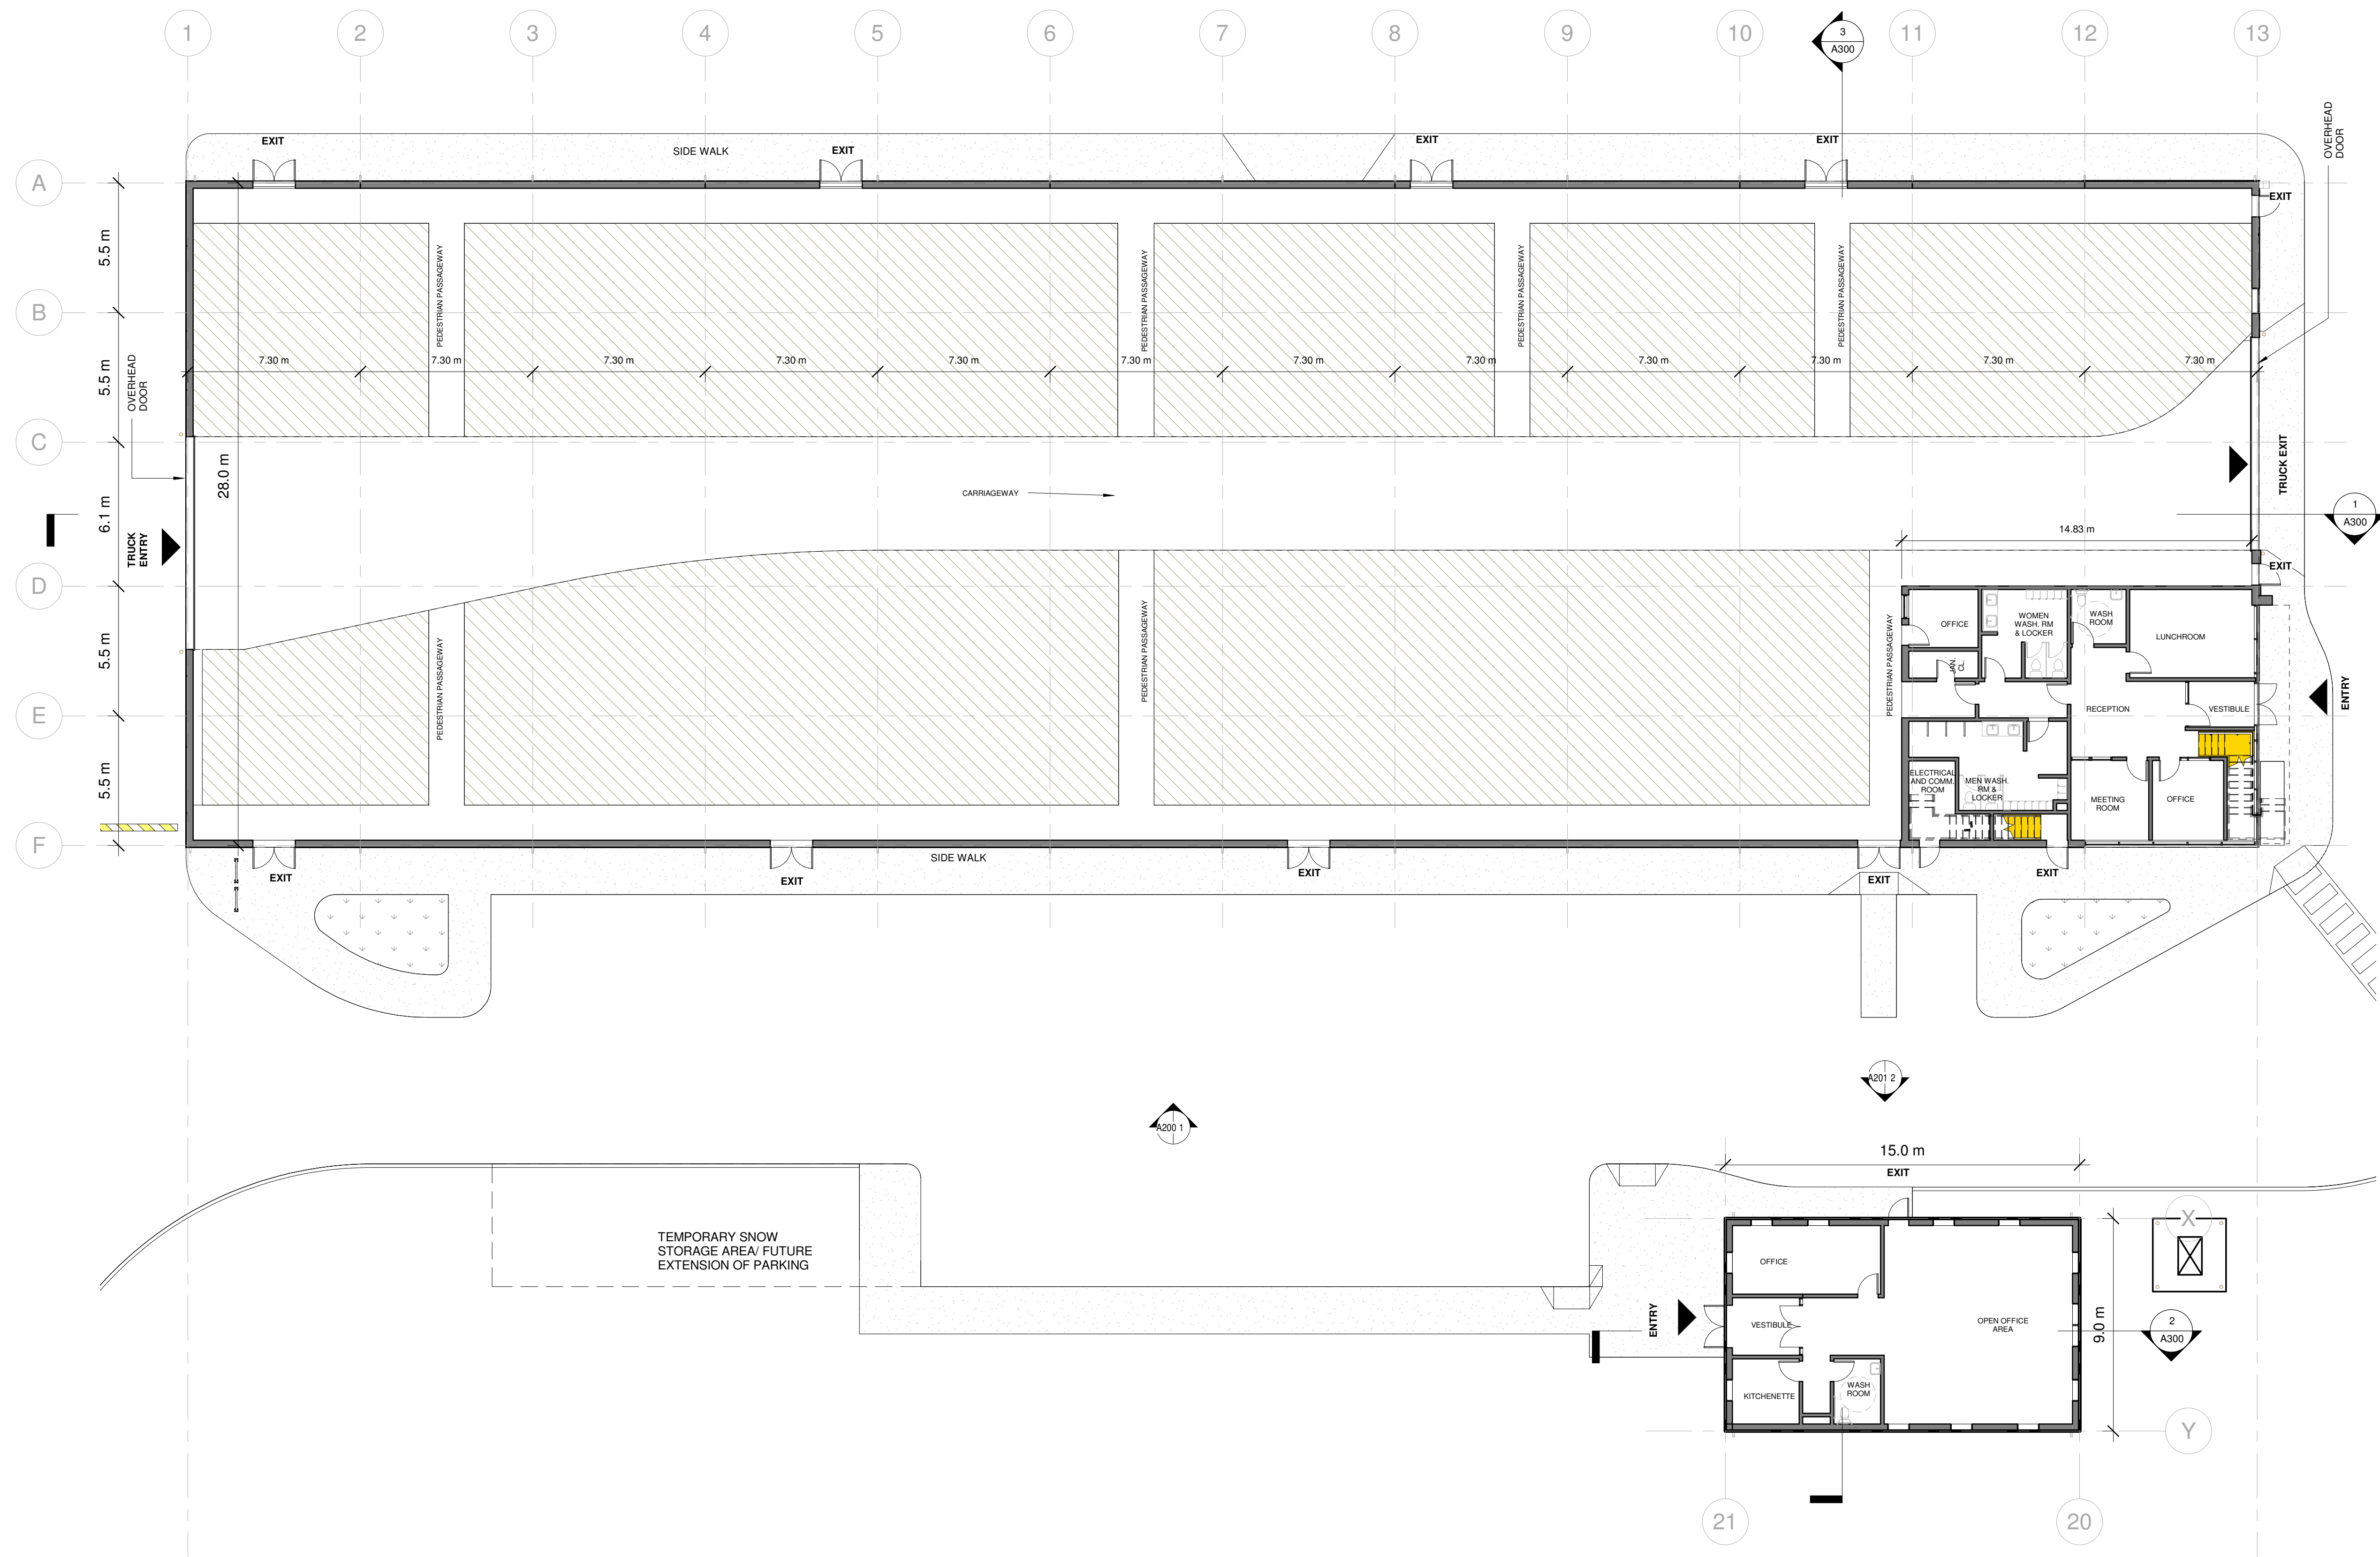 1
2
3
4
5
6
7
8
9
10
11
12
13
3
A300
OVERHEAD
DOOR
EXIT
SIDE WALK
EXIT
EXIT
EXIT
A
EXIT
5.5 m
PEDESTRIAN PASSAGEWAY
PEDESTRIAN PASSAGEWAY
PEDESTRIAN PASSAGEWAY
PEDESTRIAN PASSAGEWAY
B
7.30 m
7.30 m
7.30 m
7.30 m
7.30 m
7.30 m
7.30 m
7.30 m
7.30 m
7.30 m
7.30 m
7.30 m
5.5 m
OVERHEAD
DOOR
C
28.0 m
CARRIAGEWAY
TRUCK EXIT
6.1 m
TRUCK
ENTRY
1
A300
14.83 m
D
EXIT
5.5 m
PEDESTRIAN PASSAGEWAY
PEDESTRIAN PASSAGEWAY
PEDESTRIAN PASSAGEWAY
OFFICE
WOMEN
WASH. RM
& LOCKER
WASH
ROOM
LUNCHROOM
JAN.
CL.
E
RECEPTION
VESTIBULE
ENTRY
5.5 m
ELECTRICAL
AND COMM.
ROOM
MEN WASH.
RM &
LOCKER
MEETING
ROOM
OFFICE
F
SIDE WALK
EXIT
EXIT
EXIT
EXIT
EXIT
A201 2
A200 1
15.0 m
EXIT
TEMPORARY SNOW
STORAGE AREA/ FUTURE
EXTENSION OF PARKING
X
OFFICE
ENTRY
VESTIBULE
OPEN OFFICE
AREA
9.0 m
2
A300
KITCHENETTE
WASH
ROOM
Y
21
20